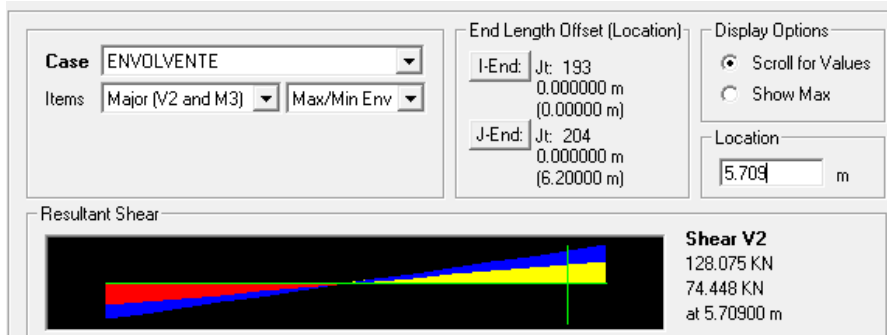 Case ENVOLVENTE
Items Major (V2 and M3) Max/Min Env
End Length Offset (Location)
I-End: Jt: 193
0.000000 m
(0.00000 m)
J-End: Jt: 204
0.000000 m
(6.20000 m)
Display Options
Scroll for Values
Show Max
Location
5.709 m
Resultant Shear
Shear V2
128.075 KN
74.448 KN
at 5.70900 m